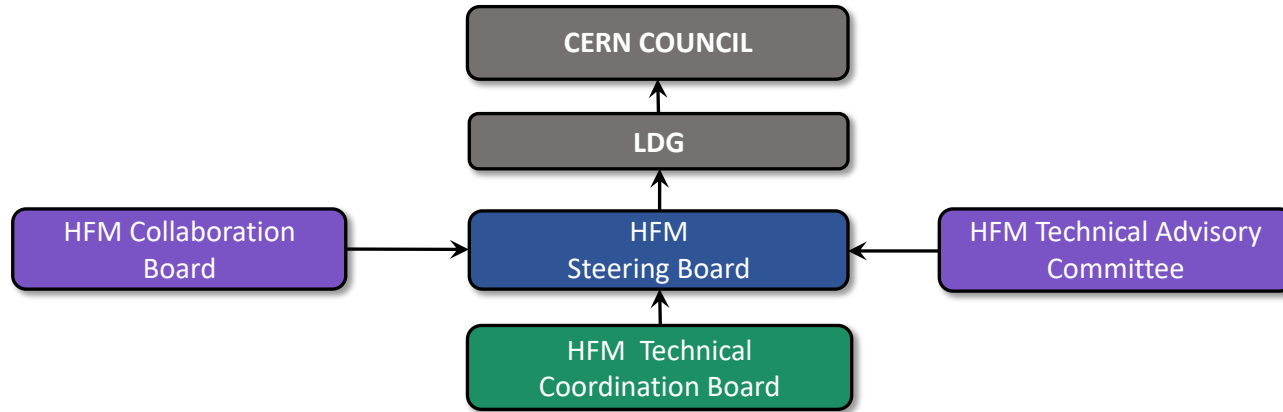 CERN COUNCIL
LDG
HFM Collaboration
Board
HFM
Steering Board
HFM Technical Advisory
Committee
HFM Technical
Coordination Board